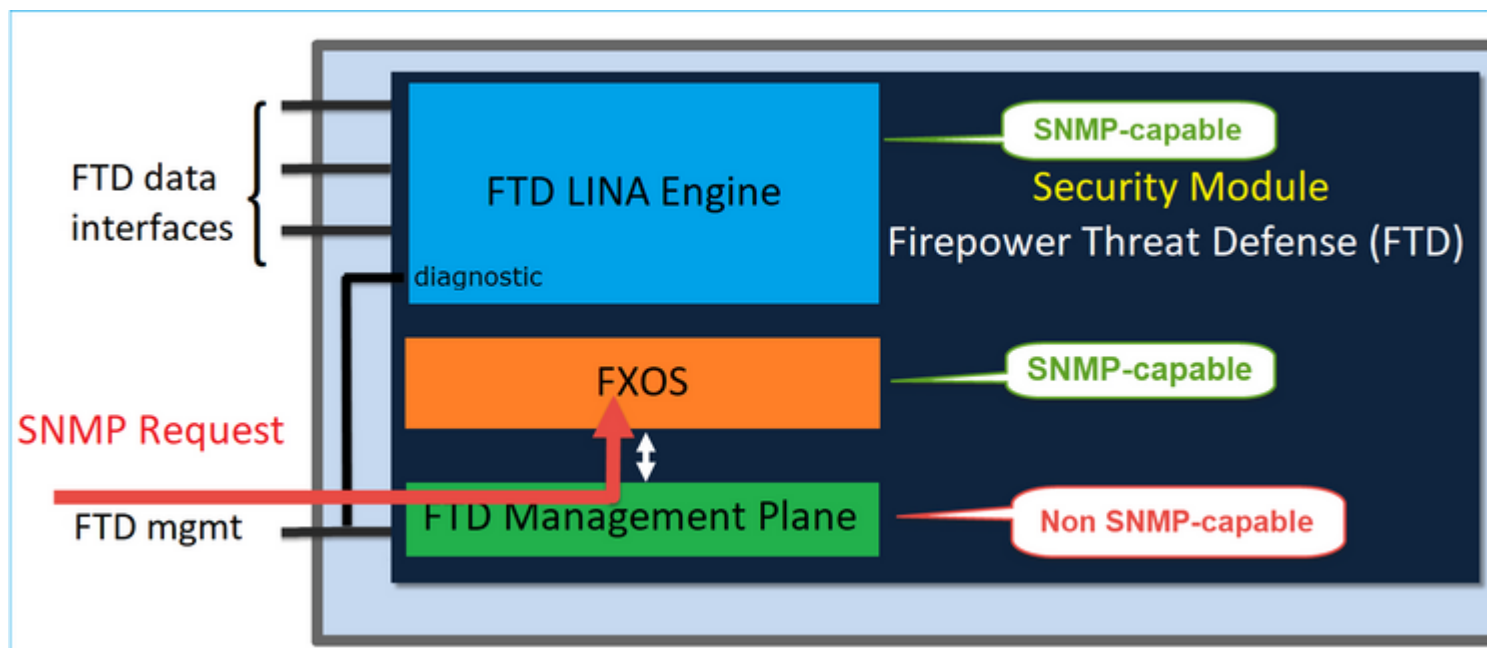 FTD data
interfaces
FTD LINA Engine
diagnostic
SNMP-capable
Security Module
Firepower Threat Defense (FTD)
FXOS
SNMP-capable
SNMP Request
FTD mgmt
FTD Management Plane
Non SNMP-capable